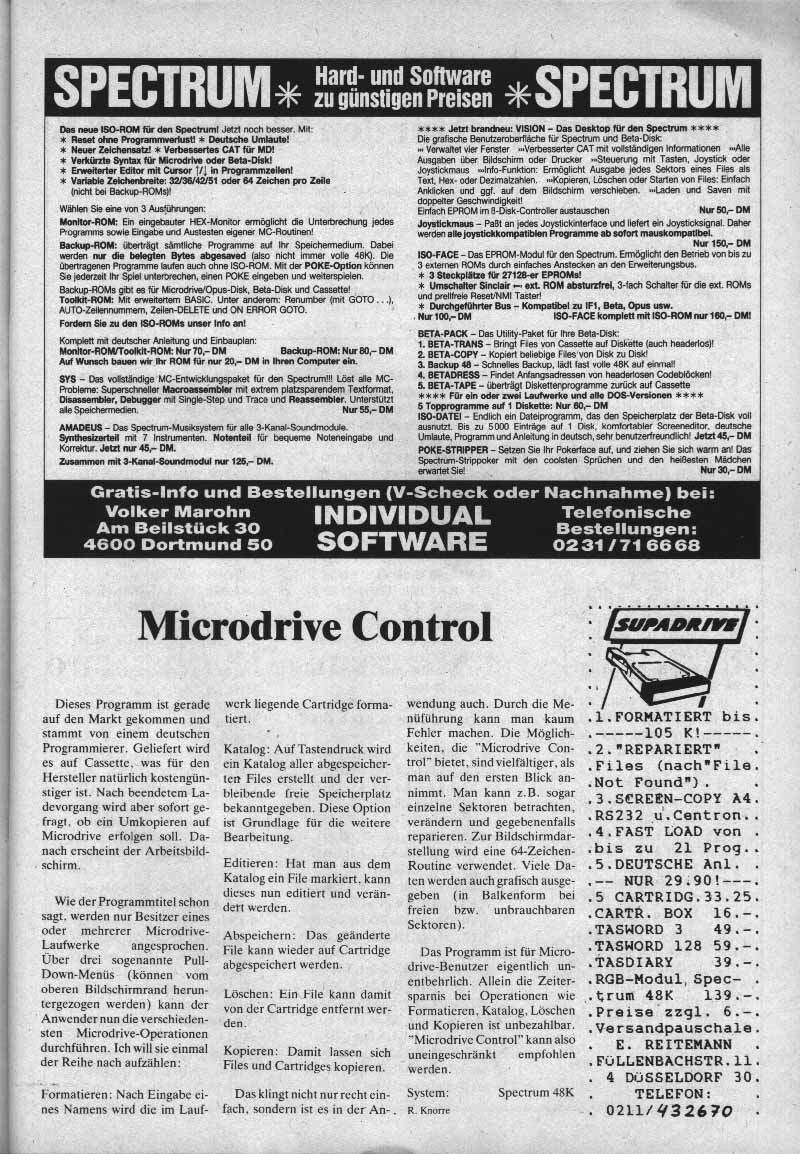 SPECTRUM * Hard- und Software zu günstigen Preisen * SPECTRUM
Das neue ISO-ROM für den Spectrum! Jetzt noch besser. Mit:
* Reset ohne Programmverlust! * Deutsche Umlaute!
* Neuer Zeichensatz! * Verbessertes CAT für MD!
* Verkürzte Syntax für Microdrive oder Beta-Disk!
* Erweiterter Editor mit Cursor ↑/↓ in Programmzeilen!
* Variable Zeichenbreite: 32/36/42/51 oder 64 Zeichen pro Zeile
(nicht bei Backup-ROMs)!
Wählen Sie eine von 3 Ausführungen:
Monitor-ROM: Ein eingebauter HEX-Monitor ermöglicht die Unterbrechung jedes
Programms sowie Eingabe und Austesten eigener MC-Routinen!
Backup-ROM: überträgt sämtliche Programme auf Ihr Speichermedium. Dabei
werden nur die belegten Bytes abgesaved (also nicht immer volle 48K). Die
übertragenen Programme laufen auch ohne ISO-ROM. Mit der POKE-Option können
Sie jederzeit Ihr Spiel unterbrechen, einen POKE eingeben und weiterspielen.
Backup-ROMs gibt es für Microdrive/Opus-Disk, Beta-Disk und Cassette!
Toolkit-ROM: Mit erweitertem BASIC. Unter anderem: Renumber (mit GOTO ...),
AUTO-Zeilennummern, Zeilen-DELETE und ON ERROR GOTO.
Fordern Sie zu den ISO-ROMs unser Info an!
Komplett mit deutscher Anleitung und Einbauplan:
Monitor-ROM/Toolkit-ROM: Nur 70,– DM Backup-ROM: Nur 80,– DM
Auf Wunsch bauen wir Ihr ROM für nur 20,– DM in Ihren Computer ein.
SYS – Das vollständige MC-Entwicklungspaket für den Spectrum!!! Löst alle MC-
Probleme: Superschneller Macroassembler mit extrem platzsparendem Textformat.
Disassembler, Debugger mit Single-Step und Trace und Reassembler. Unterstützt
alle Speichermedien. Nur 55,– DM
AMADEUS – Das Spectrum-Musiksystem für alle 3-Kanal-Soundmodule.
Synthesizerteil mit 7 Instrumenten. Notenteil für bequeme Noteneingabe und
Korrektur. Jetzt nur 45,– DM.
Zusammen mit 3-Kanal-Soundmodul nur 125,– DM.
**** Jetzt brandneu: VISION – Das Desktop für den Spectrum ****
Die grafische Benutzeroberfläche für Spectrum und Beta-Disk:
»» Verwaltet vier Fenster »»Verbesserter CAT mit vollständigen Informationen »»Alle
Ausgaben über Bildschirm oder Drucker »»Steuerung mit Tasten, Joystick oder
Joystickmaus »»Info-Funktion: Ermöglicht Ausgabe jedes Sektors eines Files als
Text, Hex- oder Dezimalzahlen. »»Kopieren, Löschen oder Starten von Files: Einfach
Anklicken und ggf. auf dem Bildschirm verschieben. »»Laden und Saven mit
doppelter Geschwindigkeit!
Einfach EPROM im ß-Disk-Controller austauschen Nur 50,– DM
Joystickmaus – Paßt an jedes Joystickinterface und liefert ein Joysticksignal. Daher
werden alle joystickkompatiblen Programme ab sofort mauskompatibel.
Nur 150,– DM
ISO-FACE – Das EPROM-Modul für den Spectrum. Ermöglicht den Betrieb von bis zu
3 externen ROMs durch einfaches Anstecken an den Erweiterungsbus.
* 3 Steckplätze für 27128-er EPROMs!
* Umschalter Sinclair ↔ ext. ROM absturzfrei, 3-fach Schalter für die ext. ROMs
und prellfreie Reset/NMI Taster!
* Durchgeführter Bus – Kompatibel zu IF1, Beta, Opus usw.
Nur 100,– DM ISO-FACE komplett mit ISO-ROM nur 160,– DM!
BETA-PACK – Das Utility-Paket für Ihre Beta-Disk:
1. BETA-TRANS – Bringt Files von Cassette auf Diskette (auch headerlos)!
2. BETA-COPY – Kopiert beliebige Files von Disk zu Disk!
3. Backup 48 – Schnelles Backup, lädt fast volle 48K auf einmal!
4. BETADRESS – Findet Anfangsadressen von headerlosen Codeblöcken!
5. BETA-TAPE – überträgt Diskettenprogramme zurück auf Cassette
**** Für ein oder zwei Laufwerke und alle DOS-Versionen ****
5 Topprogramme auf 1 Diskette: Nur 60,– DM
ISO-DATEI – Endlich ein Dateiprogramm, das den Speicherplatz der Beta-Disk voll
ausnutzt. Bis zu 5000 Einträge auf 1 Disk, komfortabler Screeneditor, deutsche
Umlaute, Programm und Anleitung in deutsch, sehr benutzerfreundlich! Jetzt 45,– DM
POKE-STRIPPER – Setzen Sie Ihr Pokerface auf, und ziehen Sie sich warm an! Das
Spectrum-Strippoker mit den coolsten Sprüchen und den heißesten Mädchen
erwartet Sie! Nur 30,– DM
Gratis-Info und Bestellungen (V-Scheck oder Nachnahme) bei:
Volker Marohn
Am Beilstück 30
4600 Dortmund 50
INDIVIDUAL
SOFTWARE
Telefonische
Bestellungen:
0231/716668
Microdrive Control
Dieses Programm ist gerade
auf den Markt gekommen und
stammt von einem deutschen
Programmierer. Geliefert wird
es auf Cassette, was für den
Hersteller natürlich kostengün-
stiger ist. Nach beendetem La-
devorgang wird aber sofort ge-
fragt, ob ein Umkopieren auf
Microdrive erfolgen soll. Da-
nach erscheint der Arbeitsbild-
schirm.
Wie der Programmtitel schon
sagt, werden nur Besitzer eines
oder mehrerer Microdrive-
Laufwerke angesprochen.
Über drei sogenannte Pull-
Down-Menüs (können vom
oberen Bildschirmrand herun-
tergezogen werden) kann der
Anwender nun die verschieden-
sten Microdrive-Operationen
durchführen. Ich will sie einmal
der Reihe nach aufzählen:
Formatieren: Nach Eingabe ei-
nes Namens wird die im Lauf-
werk liegende Cartridge forma-
tiert.
Katalog: Auf Tastendruck wird
ein Katalog aller abgespeicher-
ten Files erstellt und der ver-
bleibende freie Speicherplatz
bekanntgegeben. Diese Option
ist Grundlage für die weitere
Bearbeitung.
Editieren: Hat man aus dem
Katalog ein File markiert, kann
dieses nun editiert und verän-
dert werden.
Abspeichern: Das geänderte
File kann wieder auf Cartridge
abgespeichert werden.
Löschen: Ein File kann damit
von der Cartridge entfernt wer-
den.
Kopieren: Damit lassen sich
Files und Cartridges kopieren.
Das klingt nicht nur recht ein-
fach, sondern ist es in der An-
wendung auch. Durch die Me-
nüführung kann man kaum
Fehler machen. Die Möglich-
keiten, die "Microdrive Con-
trol" bietet, sind vielfältiger, als
man auf den ersten Blick an-
nimmt. Man kann z.B. sogar
einzelne Sektoren betrachten,
verändern und gegebenenfalls
reparieren. Zur Bildschirmdar-
stellung wird eine 64-Zeichen-
Routine verwendet. Viele Da-
ten werden auch grafisch ausge-
geben (in Balkenform bei
freien bzw. unbrauchbaren
Sektoren).
Das Programm ist für Micro-
drive-Benutzer eigentlich un-
entbehrlich. Allein die Zeiter-
sparnis bei Operationen wie
Formatieren, Katalog, Löschen
und Kopieren ist unbezahlbar.
"Microdrive Control" kann also
uneingeschränkt empfohlen
werden.
System: Spectrum 48K
R. Knorre
SUPADRIVE
.1.FORMATIERT bis.
.-----105 K!-----.
.2."REPARIERT" .
.Files (nach"File.
.Not Found"). .
.3.SCREEN-COPY A4.
.RS232 u.Centron..
.4.FAST LOAD von .
.bis zu 21 Prog..
.5.DEUTSCHE Anl. .
.-- NUR 29.90!---.
.5 CARTRIDG.33.25.
.CARTR. BOX 16.-.
.TASWORD 3 49.-.
.TASWORD 128 59.-.
.TASDIARY 39.-.
.RGB-Modul, Spec-.
.trum 48K 139.-.
.Preise zzgl. 6.-.
.Versandpauschale.
. E. REITEMANN .
.FÜLLENBACHSTR.11.
. 4 DÜSSELDORF 30.
. TELEFON: .
. 0211/432670 .